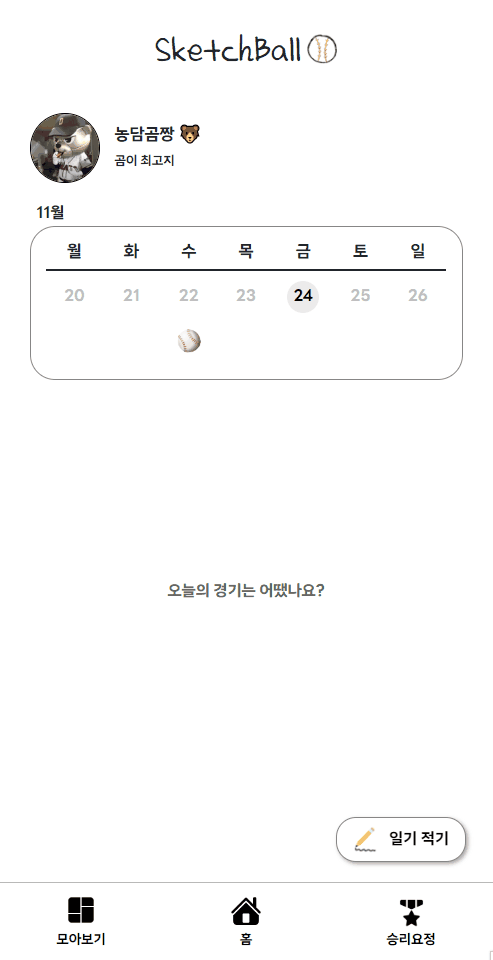 SketchBall
농담곰짱 🐻
곰이 최고지
11월
월 화 수 목 금 토 일
20 21 22 23 24 25 26
오늘의 경기는 어땠나요?
일기 적기
모아보기 홈 승리요정